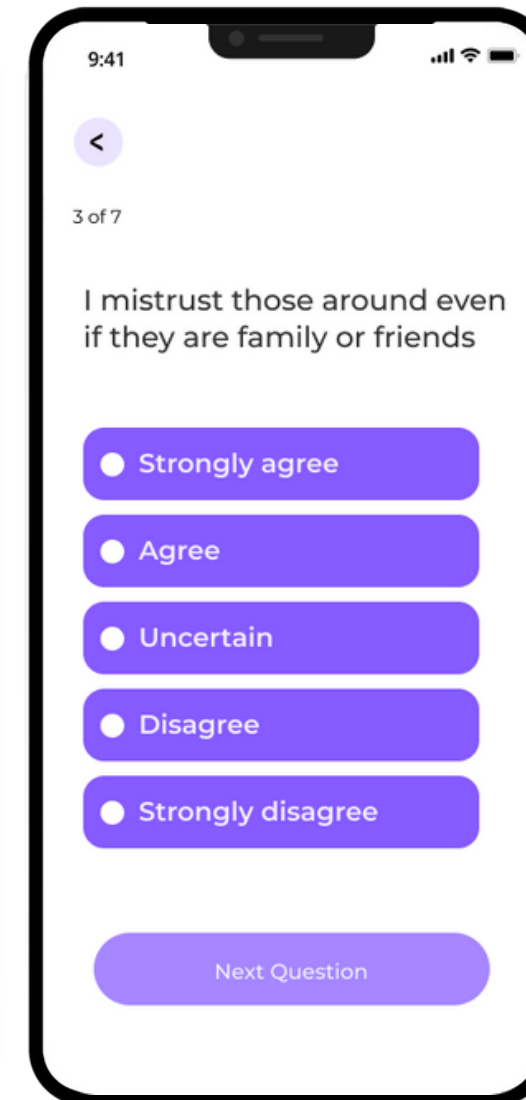 9:41
<
3 of 7
I mistrust those around even
if they are family or friends
Strongly agree
Agree
Uncertain
Disagree
Strongly disagree
Next Question